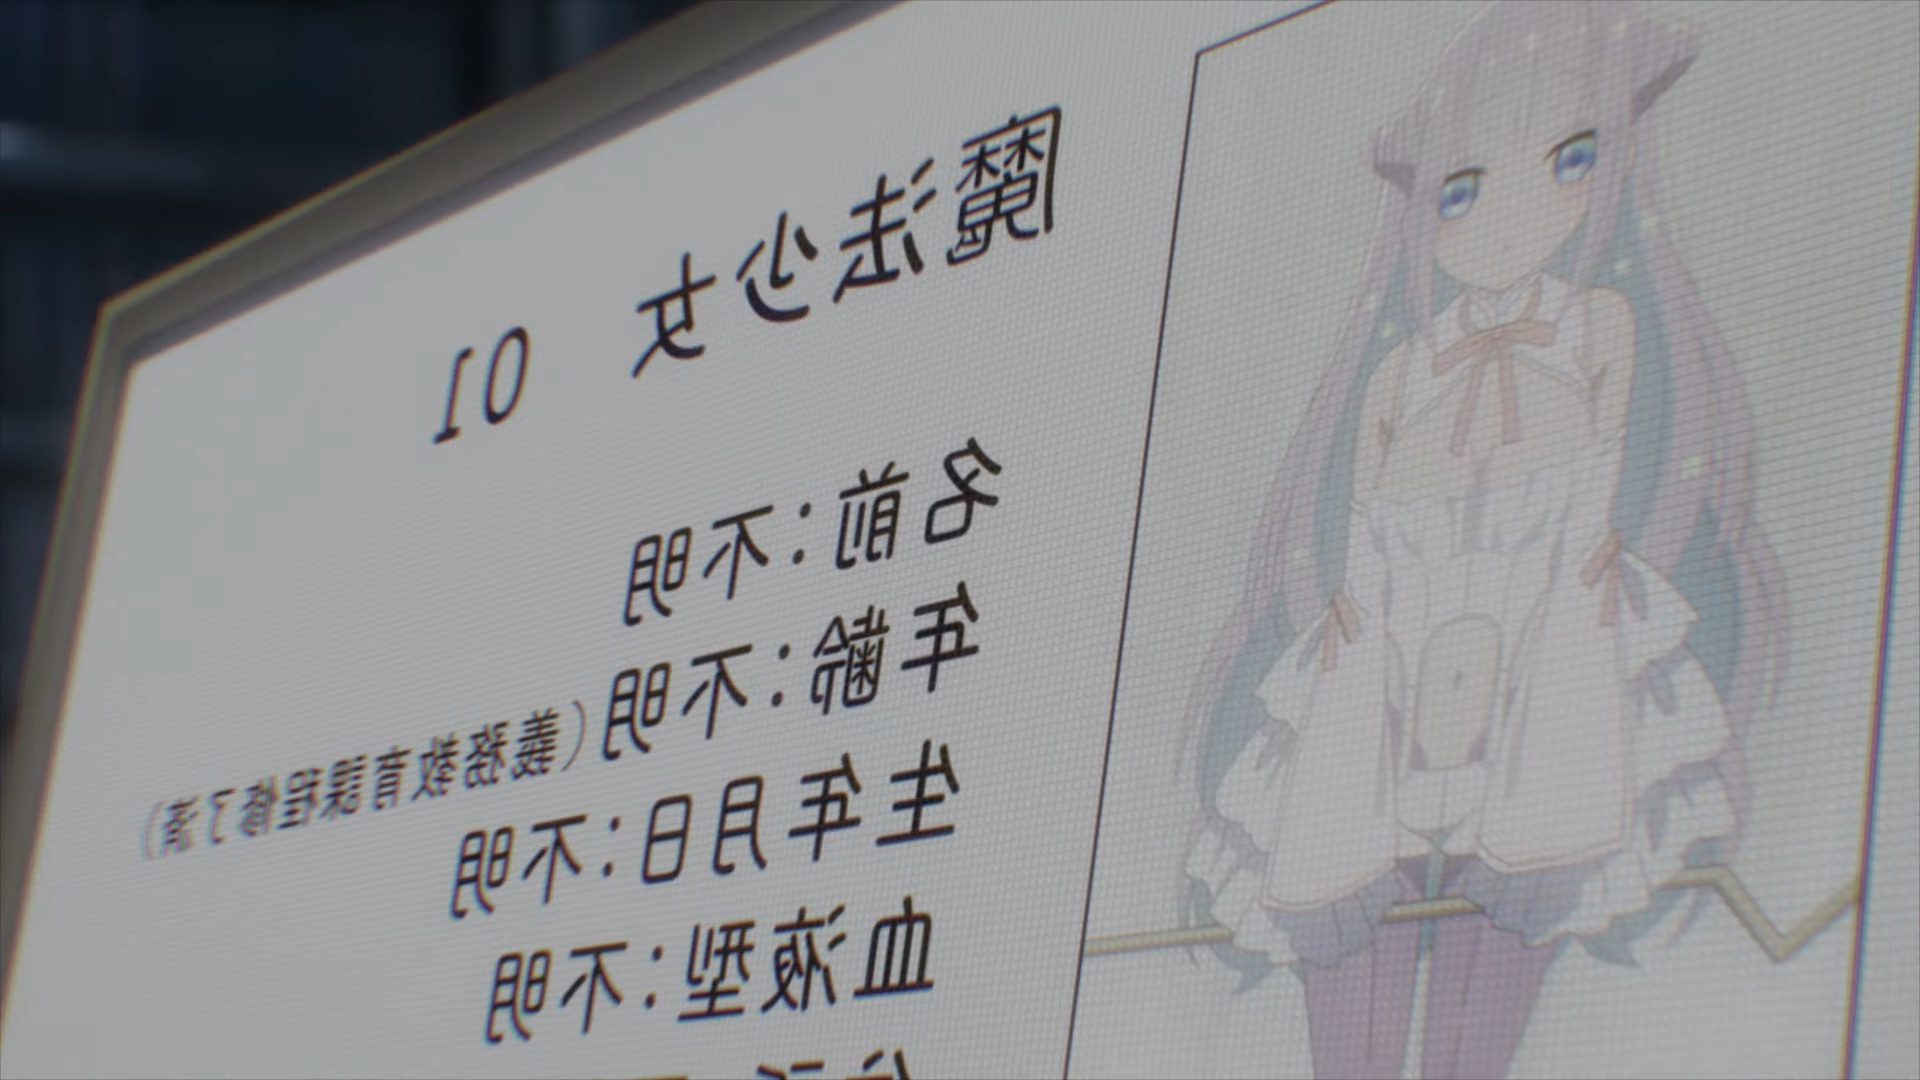 魔法少女 01
名前:不明
年齢:不明(義務教育課程修了済)
生年月日:不明
血液型:不明